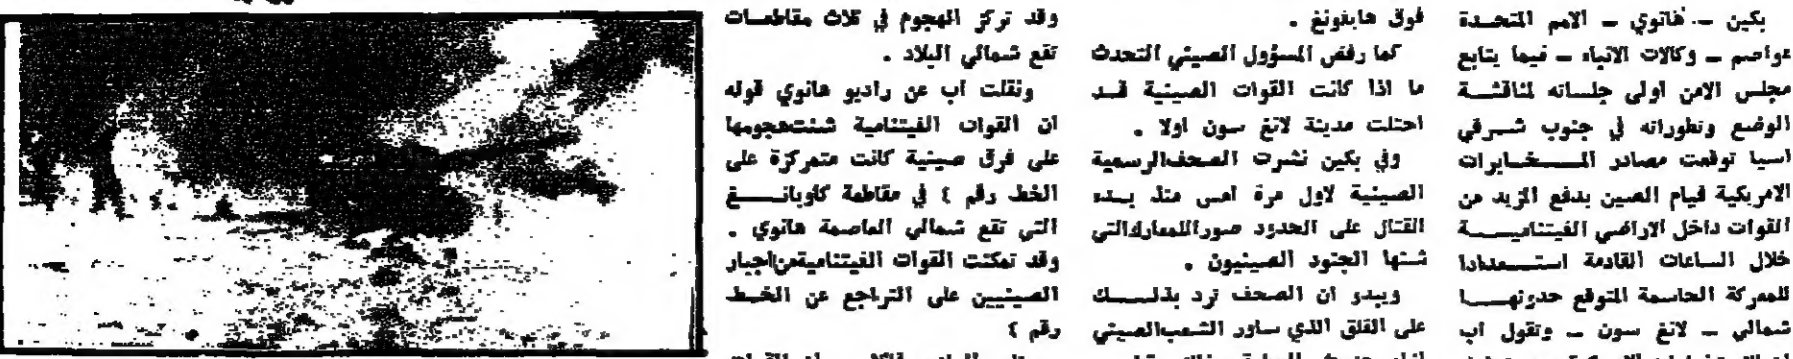 بكين ـ هانوي ـ الامم المتحدة
عواصم ـ وكالات الانباء ـ فيما يتابع
مجلس الامن اولى جلساته لمناقشة
الوضع وتطوراته في جنوب شرقي
اسيا توقعت مصادر المخابرات
الامريكية قيام الصين بدفع المزيد من
القوات داخل الاراضي الفيتنامية
خلال الساعات القادمة استعدادا
للمعركة الحاسمة المتوقع حدوثها
شمالي ـ لانغ سون ـ وتقول اب
فوق هايفونغ .
كما رفض المسؤول الصيني التحدث
ما اذا كانت القوات الصينية قد
احتلت مدينة لانغ سون اولا .
وفي بكين نشرت الصحف الرسمية
الصينية لاول مرة امس منذ بدء
القتال على الحدود صور اللمعارك التي
شنها الجنود الصينيون .
ويبدو ان الصحف ترد بذلك
على القلق الذي ساور الشعب الصيني
وقد تركز الهجوم في ثلاث مقاطعات
تقع شمالي البلاد .
ونقلت اب عن راديو هانوي قوله
ان القوات الفيتنامية شنت هجومها
على فرق صينية كانت متمركزة على
الخط رقم ٤ في مقاطعة كاوبانغ
التي تقع شمالي العاصمة هانوي .
وقد تمكنت القوات الفيتنامية من اجبار
الصينيين على التراجع عن الخط
رقم ٤